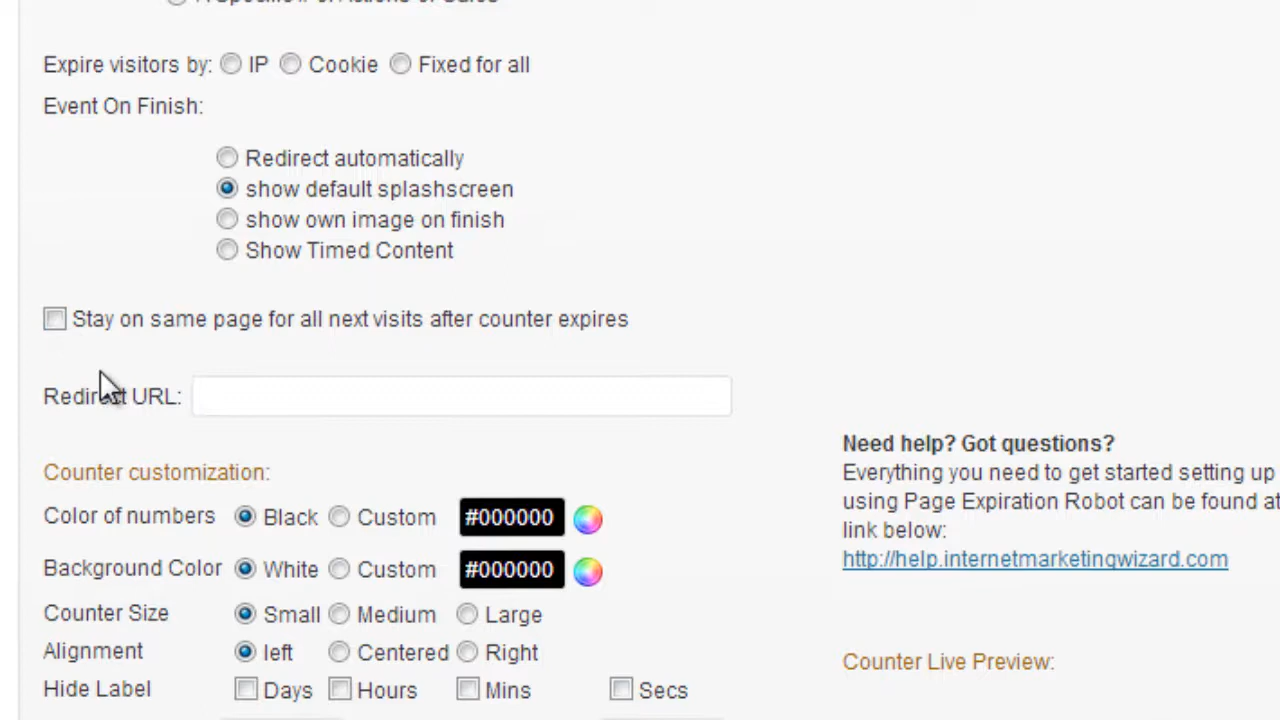 Expire visitors by: IP Cookie Fixed for all
Event On Finish:
Redirect automatically
show default splashscreen
show own image on finish
Show Timed Content
Stay on same page for all next visits after counter expires
Redirect URL:
Counter customization:
Color of numbers Black Custom #000000
Background Color White Custom #000000
Counter Size Small Medium Large
Alignment left Centered Right
Hide Label Days Hours Mins Secs
Need help? Got questions?
Everything you need to get started setting up
using Page Expiration Robot can be found at
link below:
http://help.internetmarketingwizard.com
Counter Live Preview: